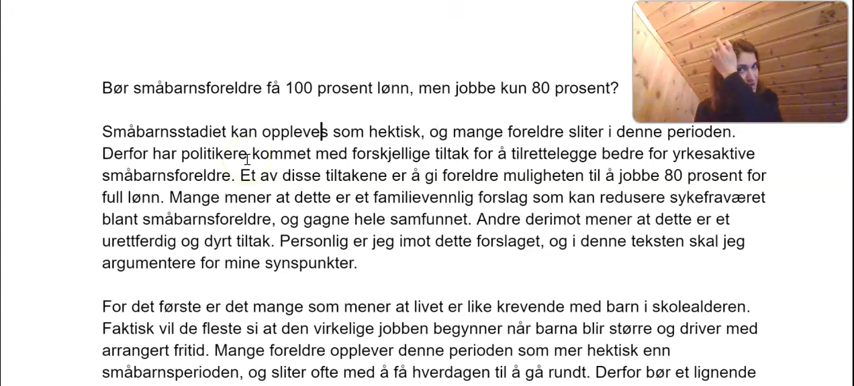 Bør småbarnsforeldre få 100 prosent lønn, men jobbe kun 80 prosent?
Småbarnsstadiet kan oppleves som hektisk, og mange foreldre sliter i denne perioden.
Derfor har politikere kommet med forskjellige tiltak for å tilrettelegge bedre for yrkesaktive
småbarnsforeldre. Et av disse tiltakene er å gi foreldre muligheten til å jobbe 80 prosent for
full lønn. Mange mener at dette er et familievennlig forslag som kan redusere sykefraværet
blant småbarnsforeldre, og gagne hele samfunnet. Andre derimot mener at dette er et
urettferdig og dyrt tiltak. Personlig er jeg imot dette forslaget, og i denne teksten skal jeg
argumentere for mine synspunkter.
For det første er det mange som mener at livet er like krevende med barn i skolealderen.
Faktisk vil de fleste si at den virkelige jobben begynner når barna blir større og driver med
arrangert fritid. Mange foreldre opplever denne perioden som mer hektisk enn
småbarnsperioden, og sliter ofte med å få hverdagen til å gå rundt. Derfor bør et lignende